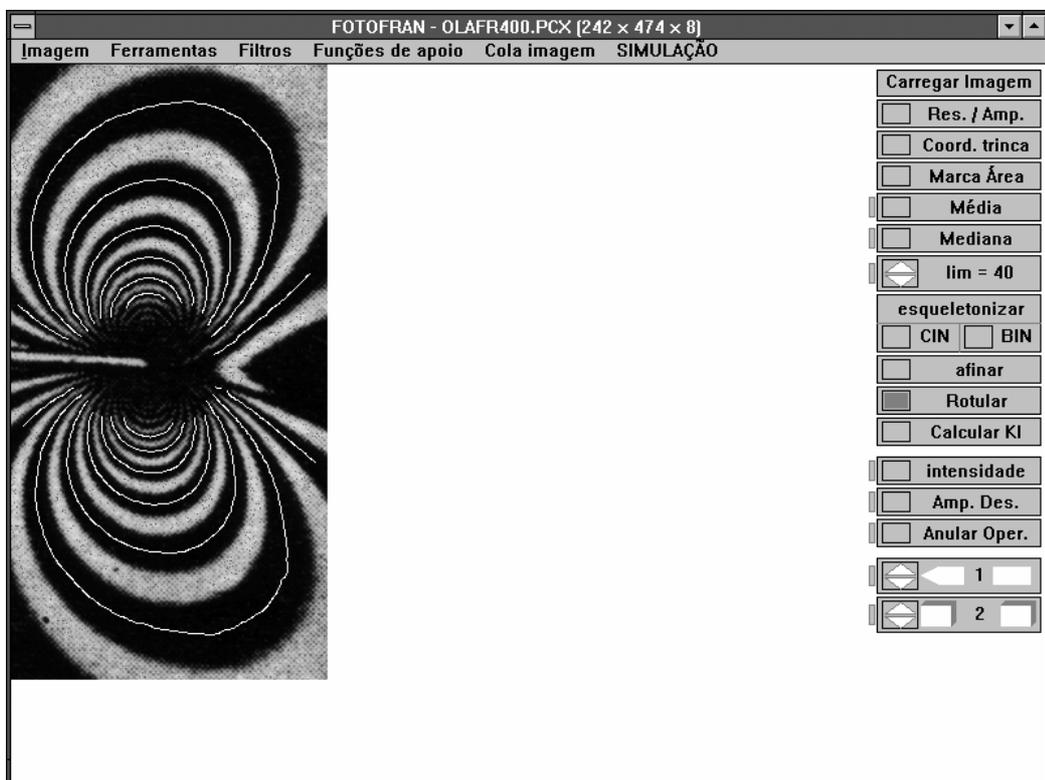 FOTOFRAN - OLAFR400.PCX (242 x 474 x 8)
Imagem Ferramentas Filtros Funções de apoio Cola imagem SIMULAÇÃO
Carregar Imagem
Res. / Amp.
Coord. trinca
Marca Área
Média
Mediana
lim = 40
esqueletonizar
CIN BIN
afinar
Rotular
Calcular KI
intensidade
Amp. Des.
Anular Oper.
1
2